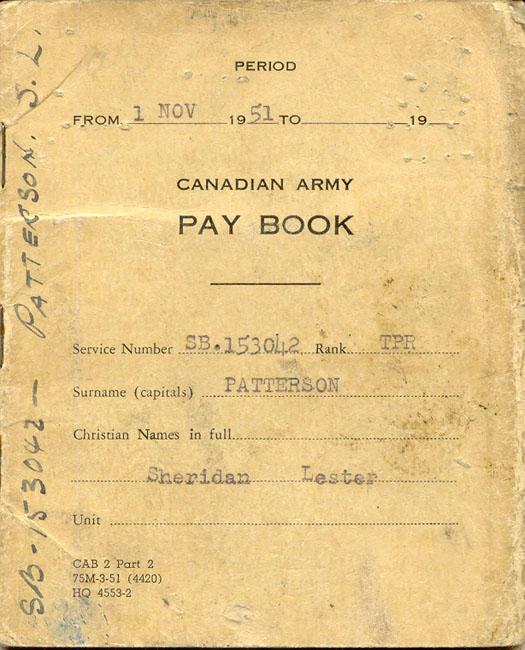 PERIOD
FROM 1 NOV 1951 TO 19
CANADIAN ARMY
PAY BOOK
Service Number SB.153042 Rank TPR
Surname (capitals) PATTERSON
Christian Names in full
Sheridan Lester
Unit
CAB 2 Part 2
75M-3-51 (4420)
HQ 4553-2
SB-153042 — PATTERSON. S. L.